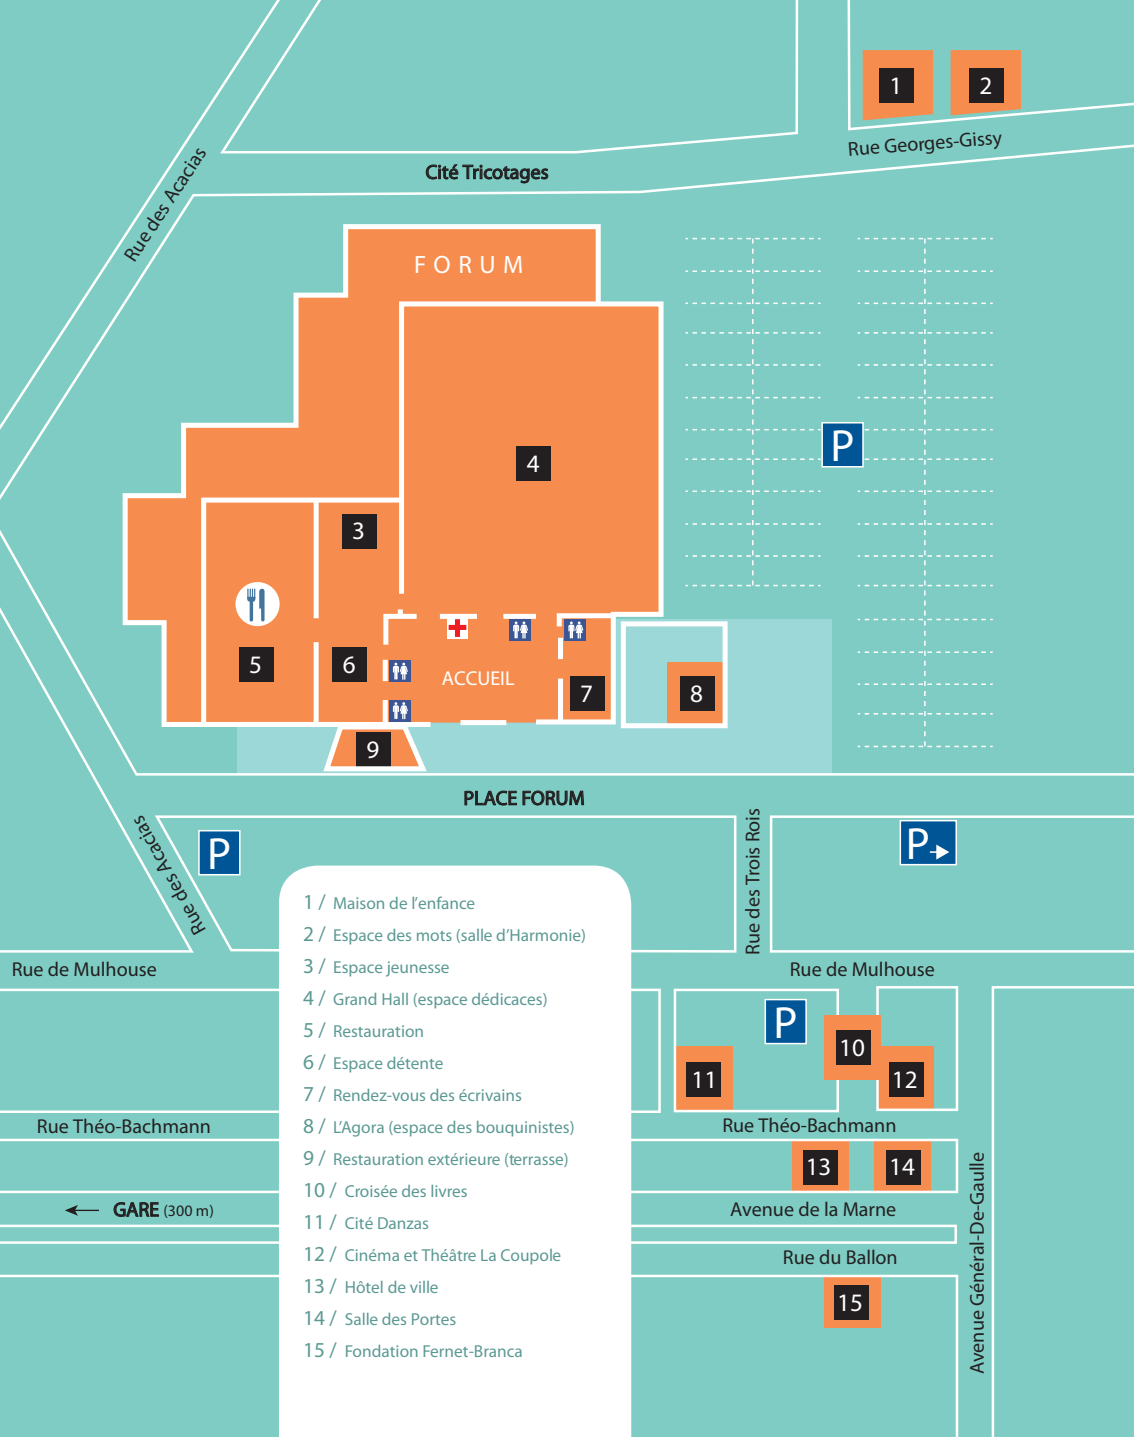 1
2
Rue Georges-Gissy
Rue des Acacias
Cité Tricotages
FORUM
P
4
3
5
6
ACCUEIL
7
8
9
PLACE FORUM
Rue des Acacias
P
Rue des Trois Rois
P
1 / Maison de l’enfance
2 / Espace des mots (salle d’Harmonie)
3 / Espace jeunesse
4 / Grand Hall (espace dédicaces)
5 / Restauration
6 / Espace détente
7 / Rendez-vous des écrivains
8 / L’Agora (espace des bouquinistes)
9 / Restauration extérieure (terrasse)
10 / Croisée des livres
11 / Cité Danzas
12 / Cinéma et Théâtre La Coupole
13 / Hôtel de ville
14 / Salle des Portes
15 / Fondation Fernet-Branca
Rue de Mulhouse
Rue de Mulhouse
P
10
11
12
Rue Théo-Bachmann
Rue Théo-Bachmann
13
14
GARE (300 m)
Avenue de la Marne
Rue du Ballon
15
Avenue Général-De-Gaulle